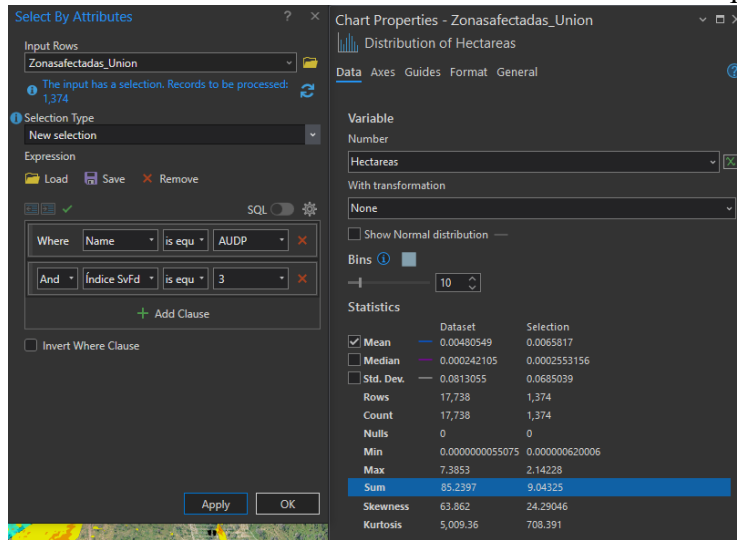 Select By Attributes ? ×
Input Rows
Zonasafectadas_Union
The input has a selection. Records to be processed:
1,374
Selection Type
New selection
Expression
Load Save × Remove
SQL
Where Name is equ AUDP ×
And Índice SvFd is equ 3 ×
+ Add Clause
Invert Where Clause
Apply OK
Chart Properties - Zonasafectadas_Union
Distribution of Hectareas
Data Axes Guides Format General
Variable
Number
Hectareas
With transformation
None
Show Normal distribution
Bins
10
Statistics
Dataset Selection
Mean 0.00480549 0.0065817
Median 0.000242105 0.0002553156
Std. Dev. 0.0813055 0.0685039
Rows 17,738 1,374
Count 17,738 1,374
Nulls 0 0
Min 0.0000000055075 0.000000620006
Max 7.3853 2.14228
Sum 85.2397 9.04325
Skewness 63.862 24.29046
Kurtosis 5,009.36 708.391